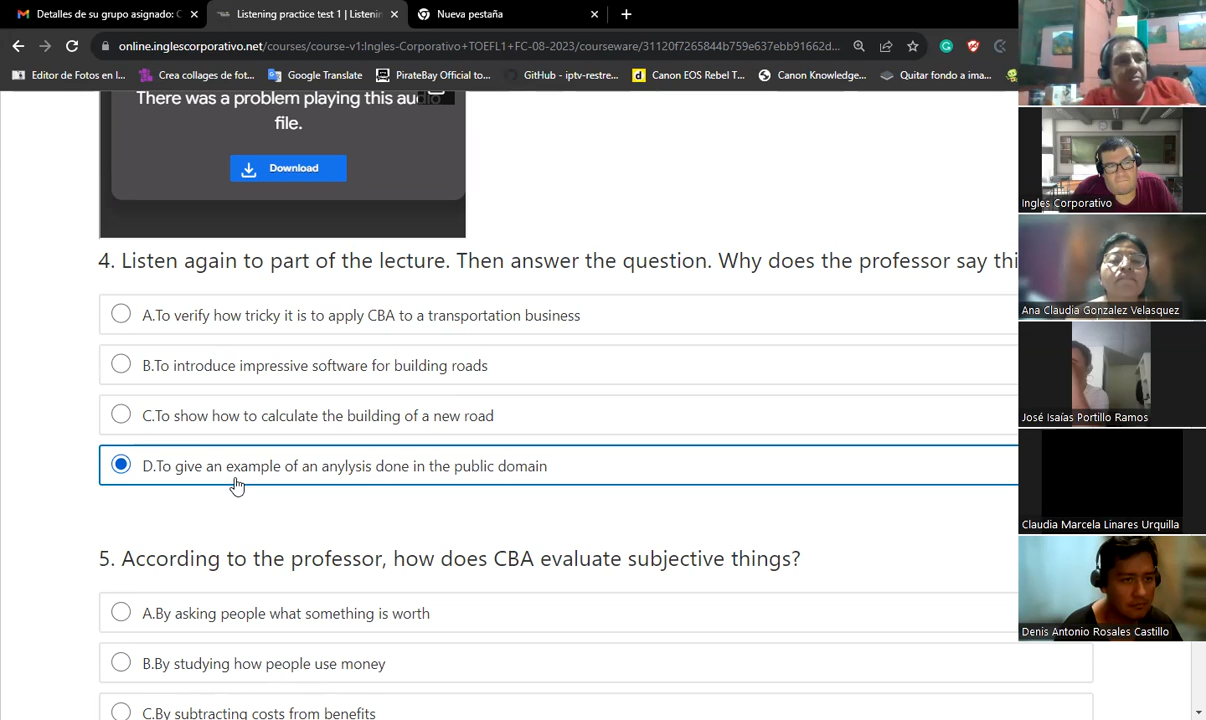 Detalles de su grupo asignado: C
Listening practice test 1 | Listenin
Nueva pestaña
online.inglescorporativo.net/courses/course-v1:Ingles-Corporativo+TOEFL1+FC-08-2023/courseware/31120f7265844b759e637ebb91662d...
Editor de Fotos en l...
Crea collages de fot...
Google Translate
PirateBay Official to...
GitHub - iptv-restre...
Canon EOS Rebel T...
Canon Knowledge...
Quitar fondo a ima...
There was a problem playing this audio
file.
Download
4. Listen again to part of the lecture. Then answer the question. Why does the professor say thi
A.To verify how tricky it is to apply CBA to a transportation business
B.To introduce impressive software for building roads
C.To show how to calculate the building of a new road
D.To give an example of an anylysis done in the public domain
5. According to the professor, how does CBA evaluate subjective things?
A.By asking people what something is worth
B.By studying how people use money
C.By subtracting costs from benefits
Ingles Corporativo
Ana Claudia Gonzalez Velasquez
José Isaías Portillo Ramos
Claudia Marcela Linares Urquilla
Denis Antonio Rosales Castillo